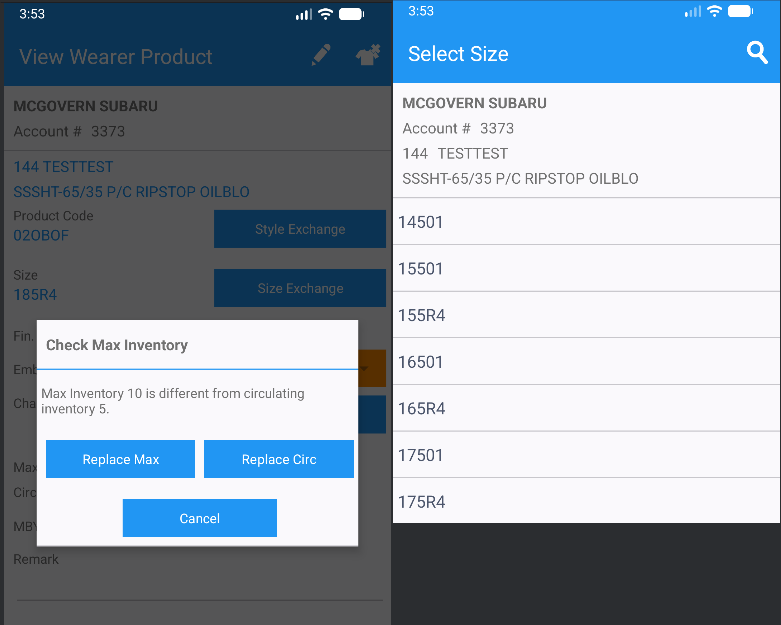 3:53
View Wearer Product
MCGOVERN SUBARU
Account # 3373
144 TESTTEST
SSSHT-65/35 P/C RIPSTOP OILBLO
Product Code
02OBOF
Style Exchange
Size
185R4
Size Exchange
Fin.
Emb
Cha
Check Max Inventory
Max Inventory 10 is different from circulating
inventory 5.
Replace Max
Replace Circ
Cancel
Max
Circ
MBY
Remark
3:53
Select Size
MCGOVERN SUBARU
Account # 3373
144 TESTTEST
SSSHT-65/35 P/C RIPSTOP OILBLO
14501
15501
155R4
16501
165R4
17501
175R4